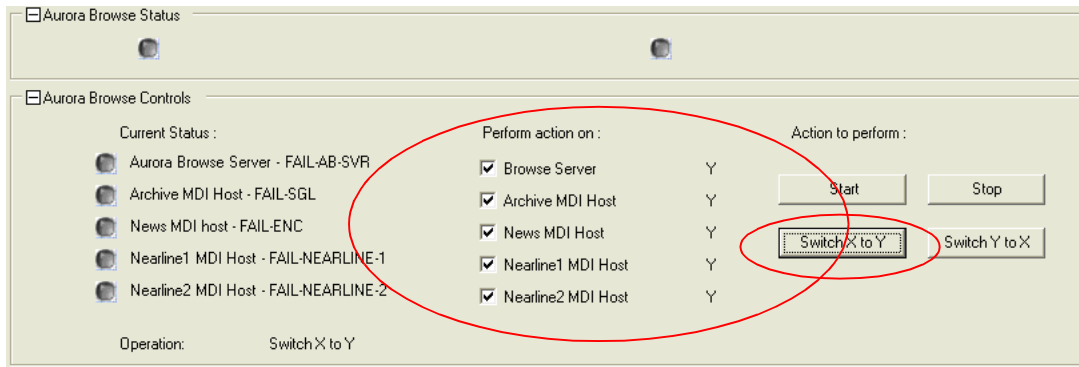 Aurora Browse Status
Aurora Browse Controls
Current Status :
Perform action on :
Action to perform :
Aurora Browse Server - FAIL-AB-SVR
Browse Server Y
Archive MDI Host - FAIL-SGL
Archive MDI Host Y
Start Stop
News MDI host - FAIL-ENC
News MDI Host Y
Switch X to Y Switch Y to X
Nearline1 MDI Host - FAIL-NEARLINE-1
Nearline1 MDI Host Y
Nearline2 MDI Host - FAIL-NEARLINE-2
Nearline2 MDI Host Y
Operation: Switch X to Y